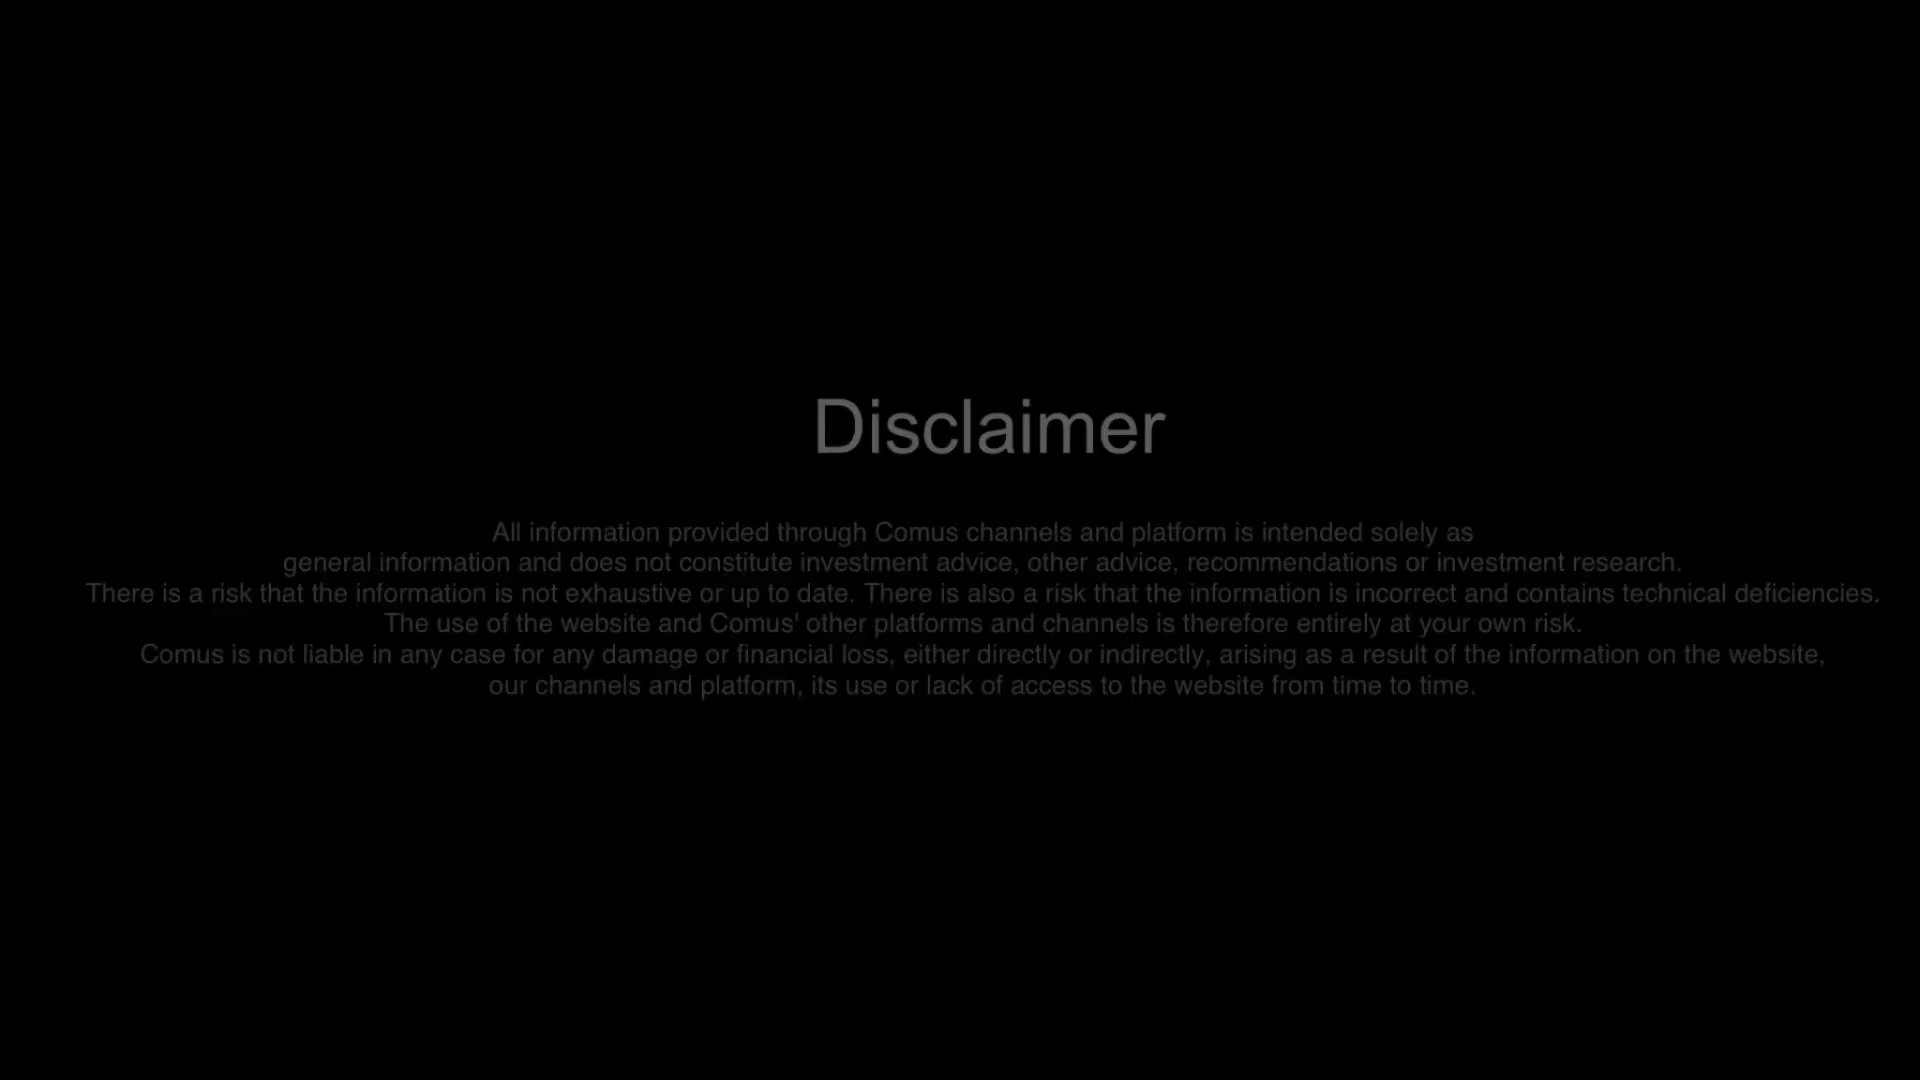 Disclaimer
All information provided through Comus channels and platform is intended solely as
general information and does not constitute investment advice, other advice, recommendations or investment research.
There is a risk that the information is not exhaustive or up to date. There is also a risk that the information is incorrect and contains technical deficiencies.
The use of the website and Comus' other platforms and channels is therefore entirely at your own risk.
Comus is not liable in any case for any damage or financial loss, either directly or indirectly, arising as a result of the information on the website,
our channels and platform, its use or lack of access to the website from time to time.